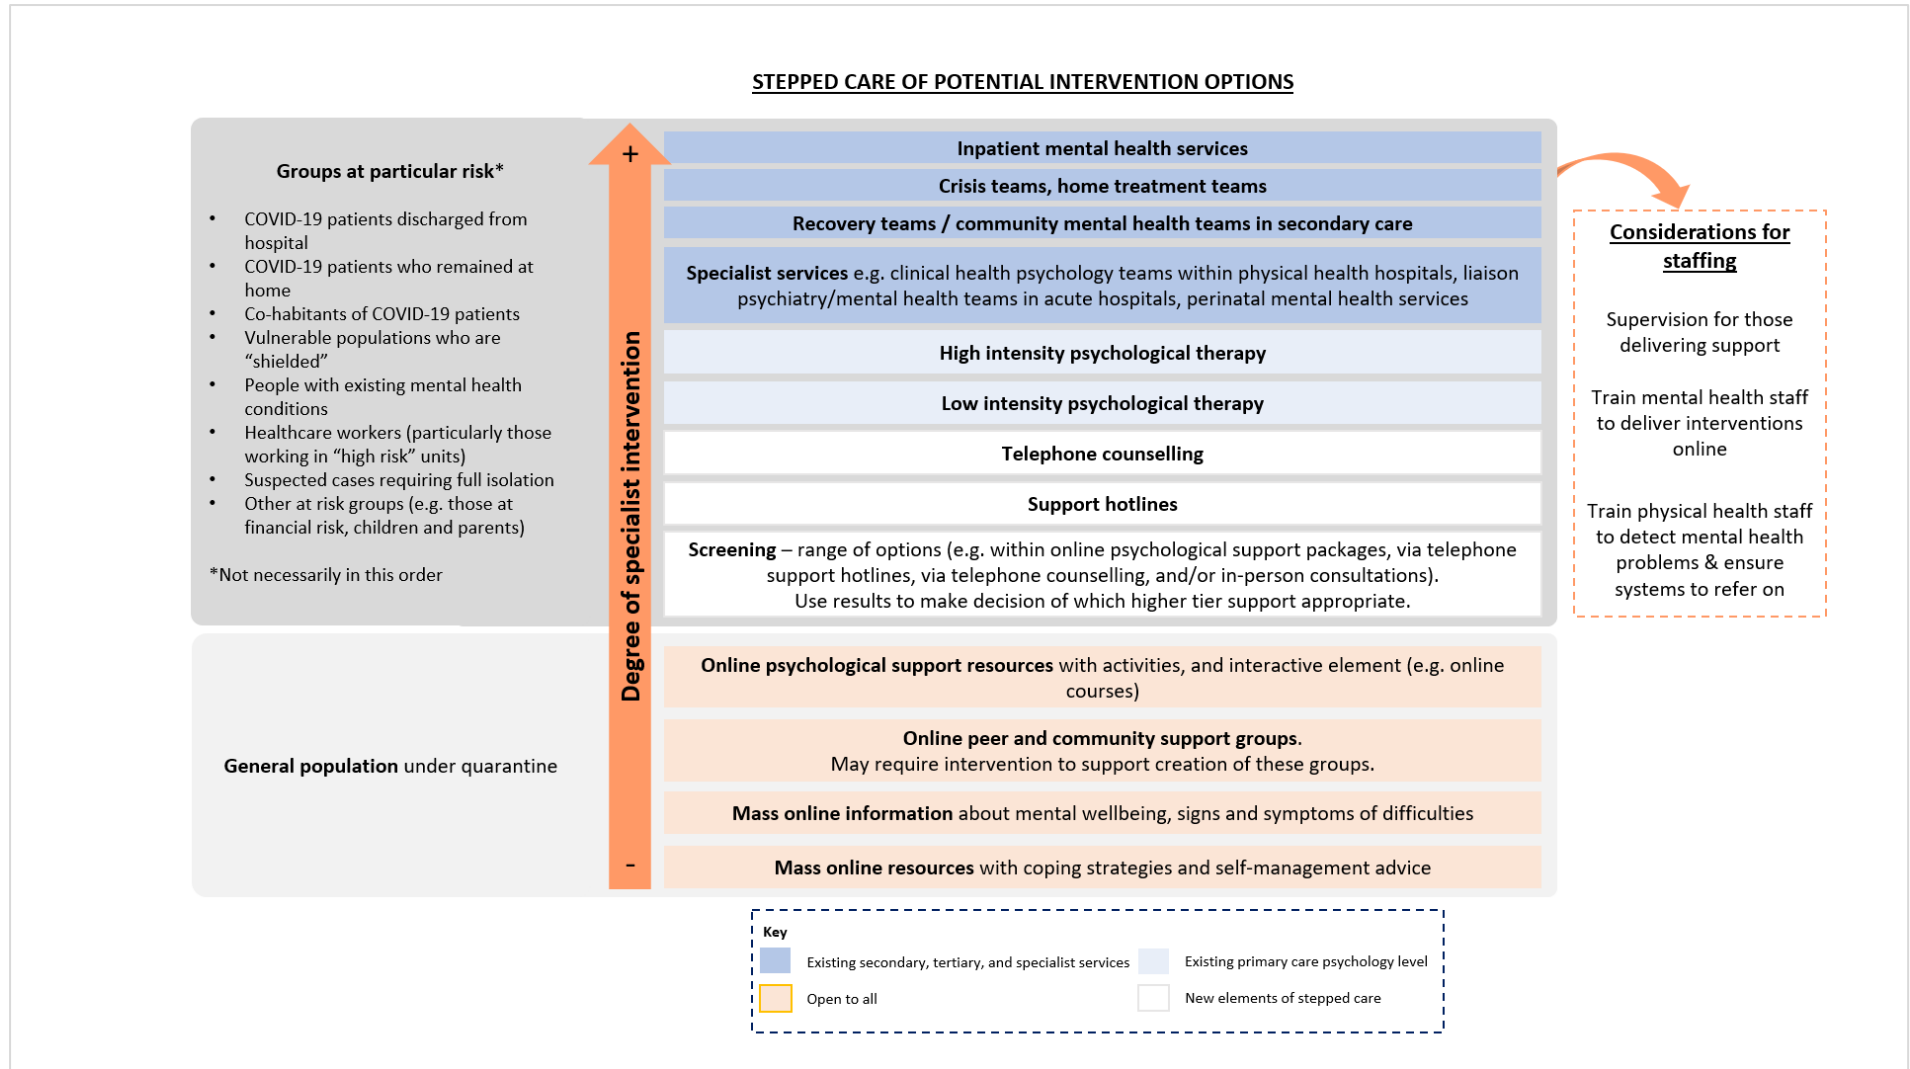 STEPPED CARE OF POTENTIAL INTERVENTION OPTIONS
Groups at particular risk*
• COVID-19 patients discharged from
hospital
• COVID-19 patients who remained at
home
• Co-habitants of COVID-19 patients
• Vulnerable populations who are
“shielded”
• People with existing mental health
conditions
• Healthcare workers (particularly those
working in “high risk” units)
• Suspected cases requiring full isolation
• Other at risk groups (e.g. those at
financial risk, children and parents)
*Not necessarily in this order
General population under quarantine
+
Degree of specialist intervention
-
Inpatient mental health services
Crisis teams, home treatment teams
Recovery teams / community mental health teams in secondary care
Specialist services e.g. clinical health psychology teams within physical health hospitals, liaison
psychiatry/mental health teams in acute hospitals, perinatal mental health services
High intensity psychological therapy
Low intensity psychological therapy
Telephone counselling
Support hotlines
Screening – range of options (e.g. within online psychological support packages, via telephone
support hotlines, via telephone counselling, and/or in-person consultations).
Use results to make decision of which higher tier support appropriate.
Online psychological support resources with activities, and interactive element (e.g. online
courses)
Online peer and community support groups.
May require intervention to support creation of these groups.
Mass online information about mental wellbeing, signs and symptoms of difficulties
Mass online resources with coping strategies and self-management advice
Considerations for
staffing
Supervision for those
delivering support
Train mental health staff
to deliver interventions
online
Train physical health staff
to detect mental health
problems & ensure
systems to refer on
Key
Existing secondary, tertiary, and specialist services
Existing primary care psychology level
Open to all
New elements of stepped care